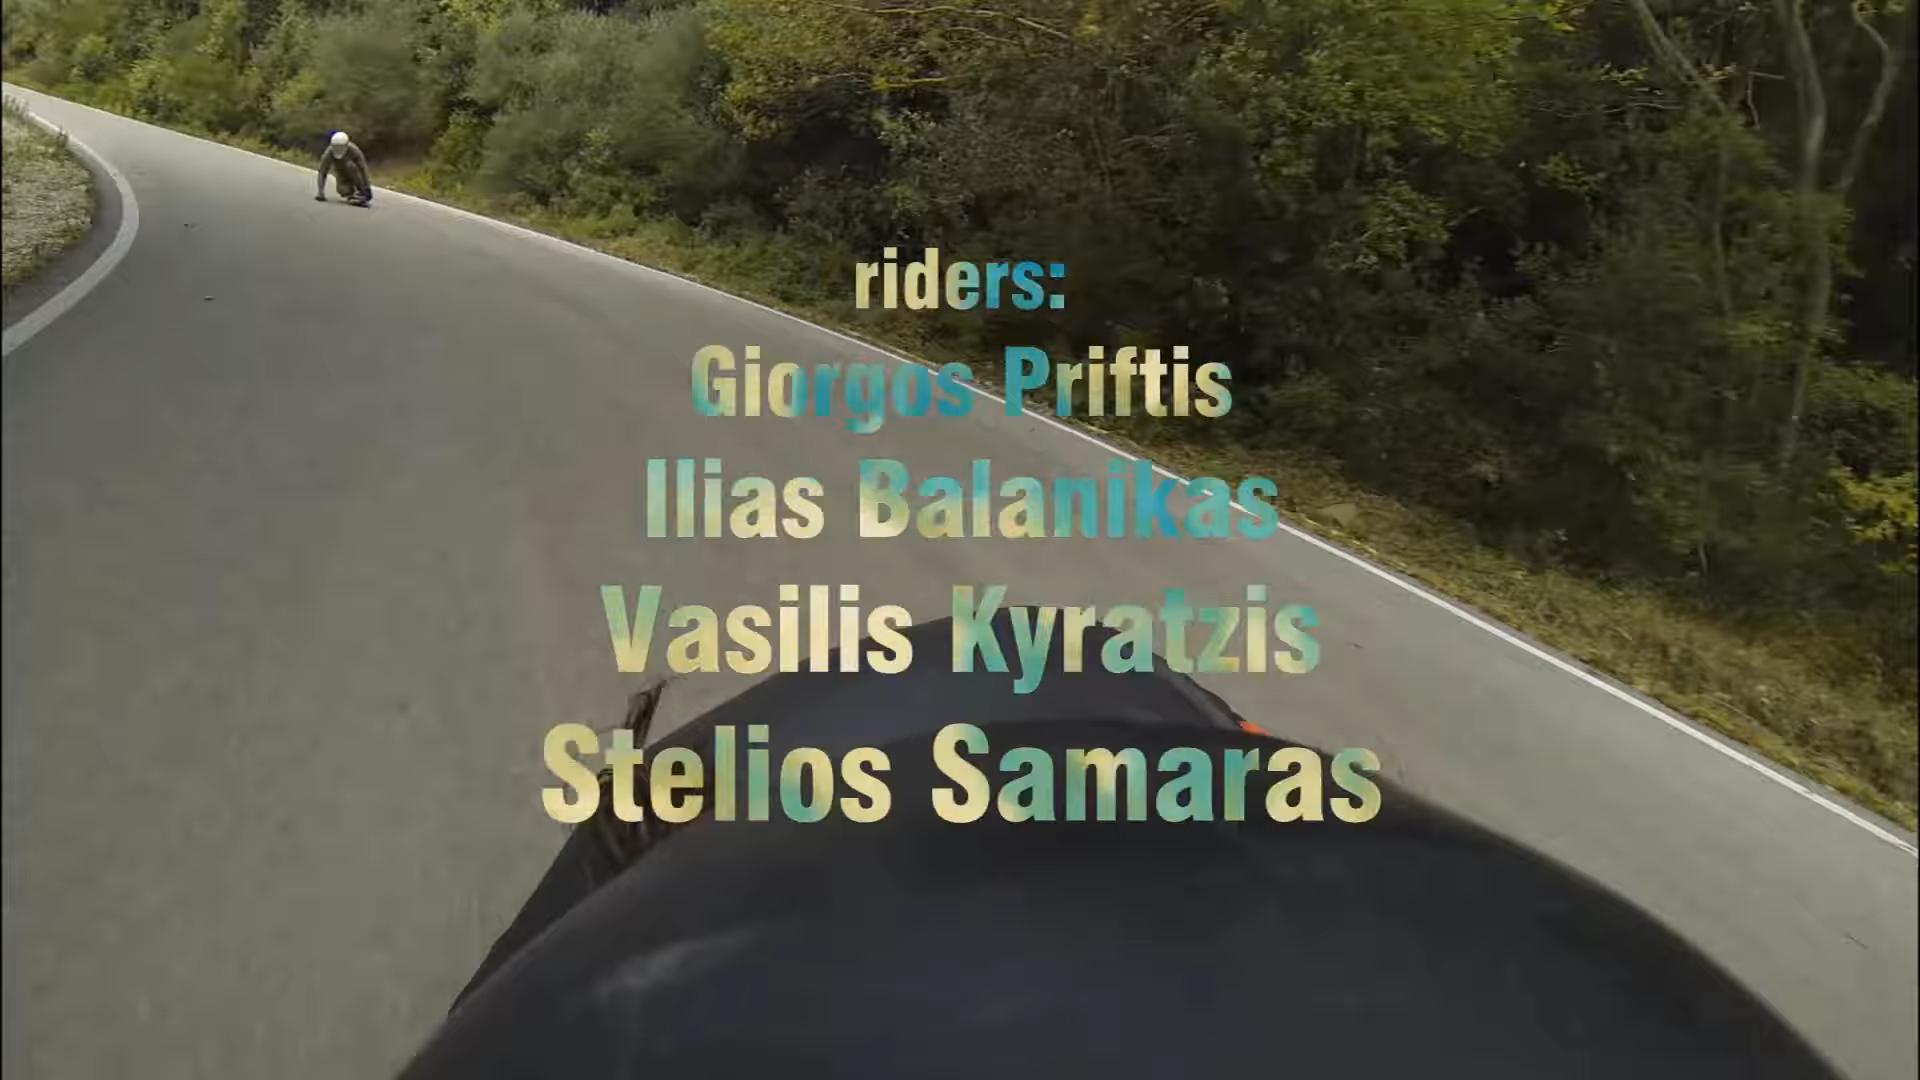 riders:
Giorgos Priftis
Ilias Balanikas
Vasilis Kyratzis
Stelios Samaras